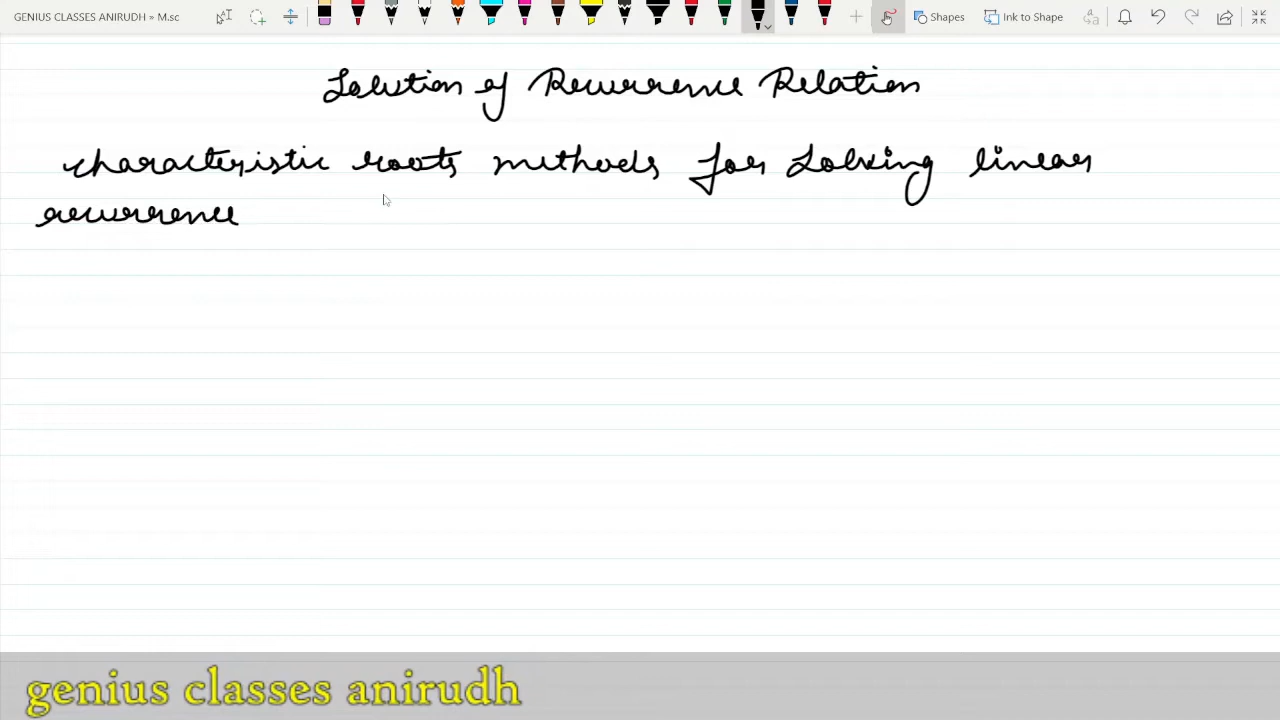 GENIUS CLASSES ANIRUDH » M.sc
Shapes
Ink to Shape
Solution of Recurrence Relation
characteristic roots methods for Solving linear
recurrence
genius classes anirudh